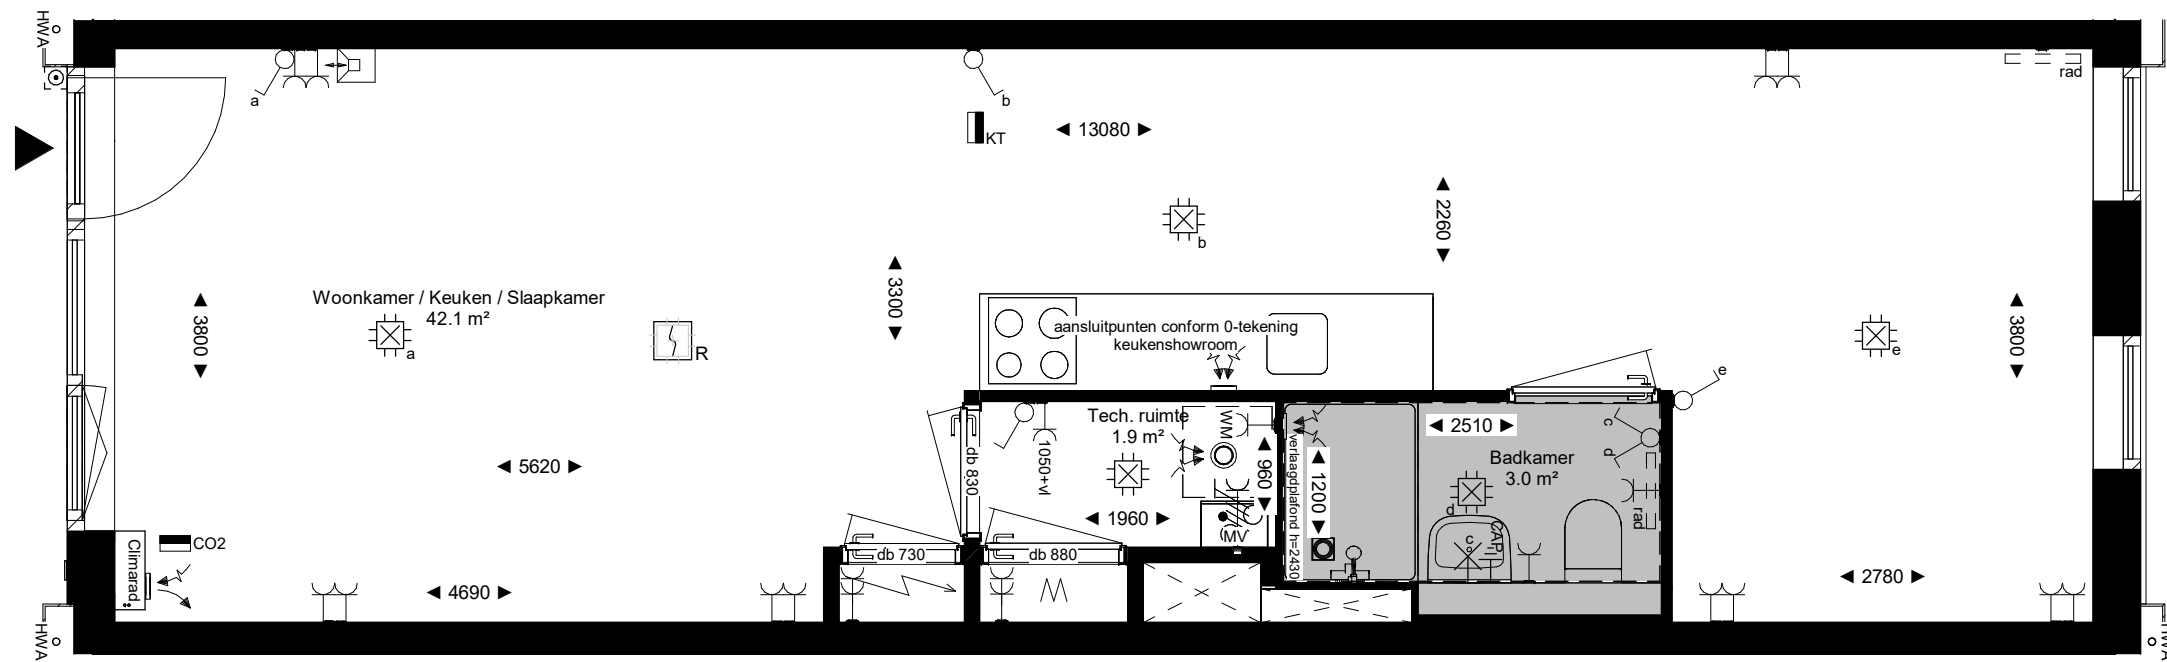 HWA
a
b
rad
KT
13080
2260
b
3300
3800
Woonkamer / Keuken / Slaapkamer
42.1 m²
a
R
aansluitpunten conform 0-tekening
keukenshowroom
e
3800
e
Tech. ruimte
1.9 m²
WM
1050+vl
db 830
960
1960
MV
verlaagdplafond h=2430
1200
2510
c
d
Badkamer
3.0 m²
rad
d
c
CAP
5620
4690
db 730
db 880
2780
CO2
Climarad
HWA
HWA